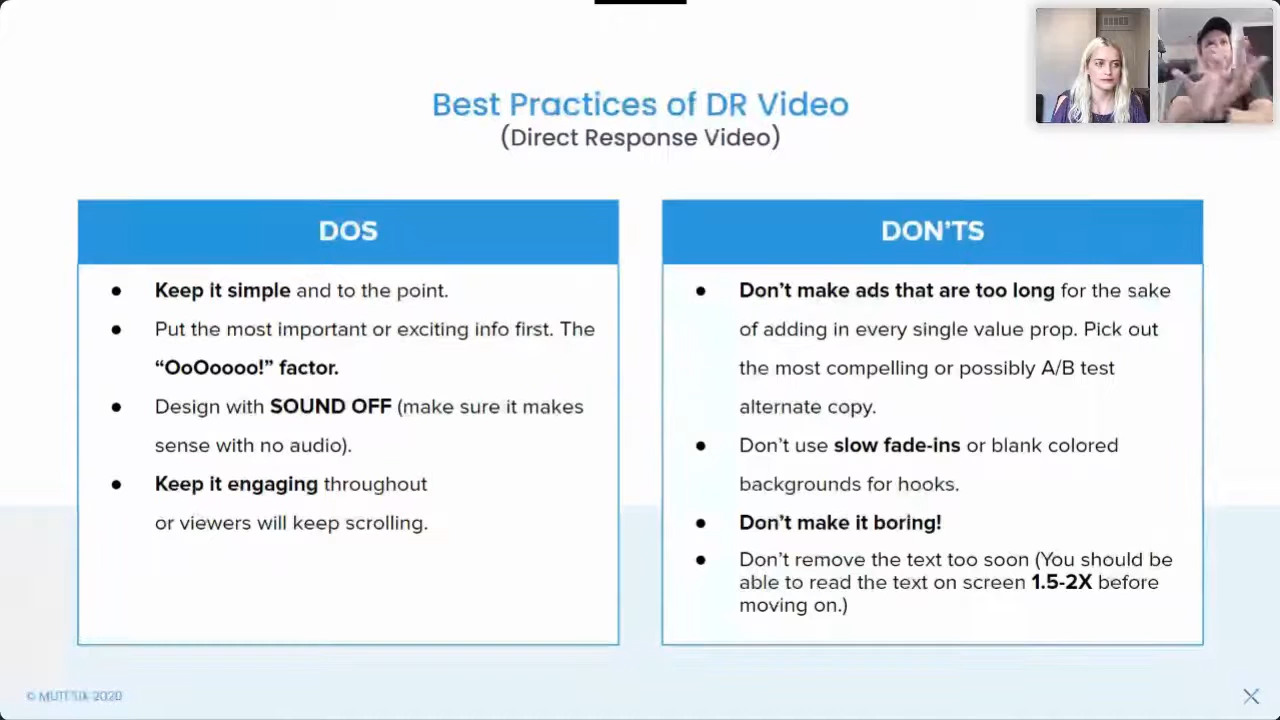 Best Practices of DR Video
(Direct Response Video)
DOS
● Keep it simple and to the point.
● Put the most important or exciting info first. The
“OoOoooo!” factor.
● Design with SOUND OFF (make sure it makes
sense with no audio).
● Keep it engaging throughout
or viewers will keep scrolling.
DON’TS
● Don’t make ads that are too long for the sake
of adding in every single value prop. Pick out
the most compelling or possibly A/B test
alternate copy.
● Don’t use slow fade-ins or blank colored
backgrounds for hooks.
● Don’t make it boring!
● Don’t remove the text too soon (You should be
able to read the text on screen 1.5-2X before
moving on.)
© MUTESIX 2020